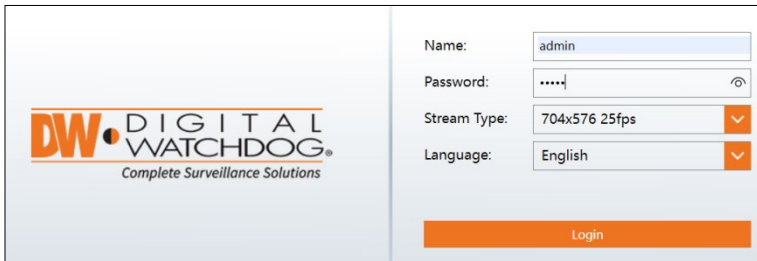 DW DIGITAL
WATCHDOG®
Complete Surveillance Solutions
Name: admin
Password: •••••
Stream Type: 704x576 25fps
Language: English
Login